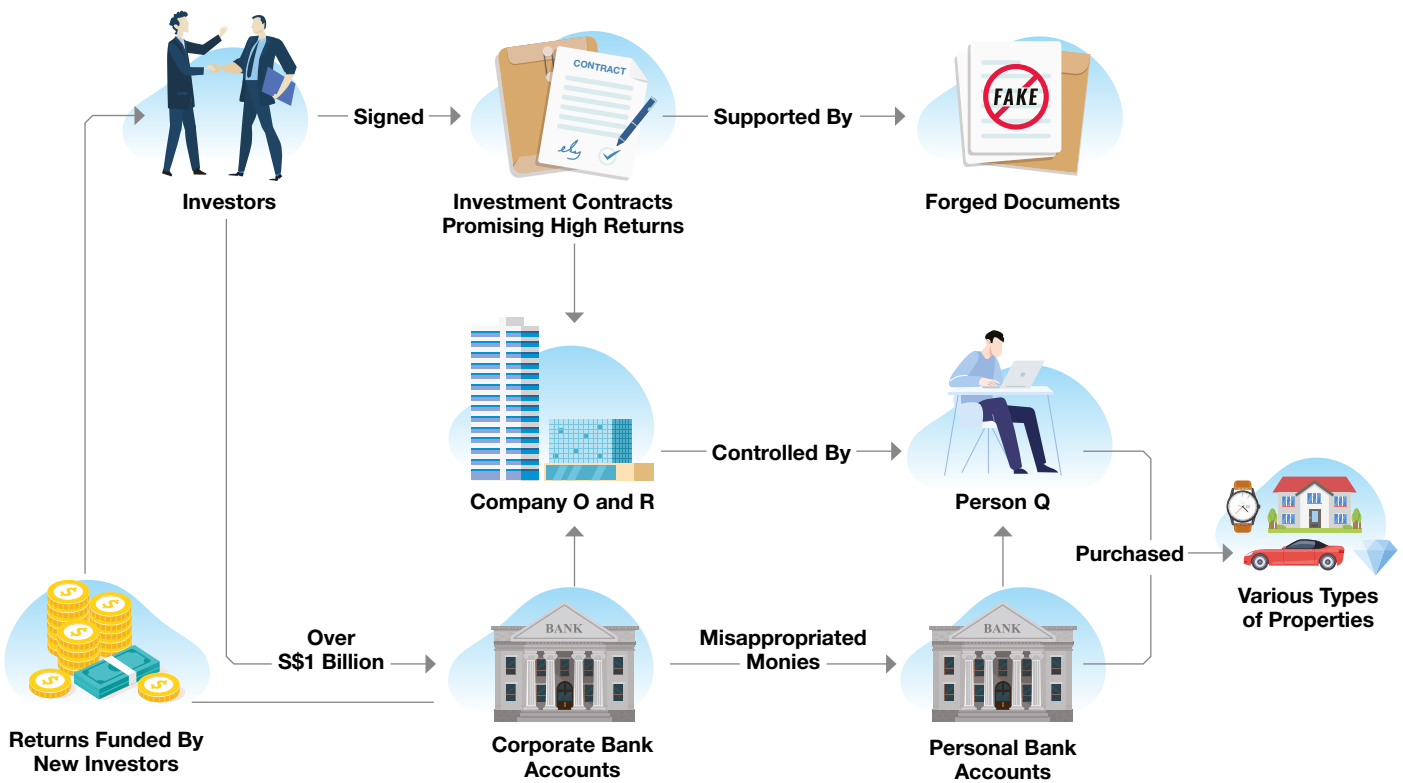 CONTRACT
ely
FAKE
Signed
Supported By
Investors
Investment Contracts
Promising High Returns
Forged Documents
Controlled By
Company O and R
Person Q
Purchased
Various Types
of Properties
Over
S$1 Billion
BANK
Misappropriated
Monies
BANK
Returns Funded By
New Investors
Corporate Bank
Accounts
Personal Bank
Accounts